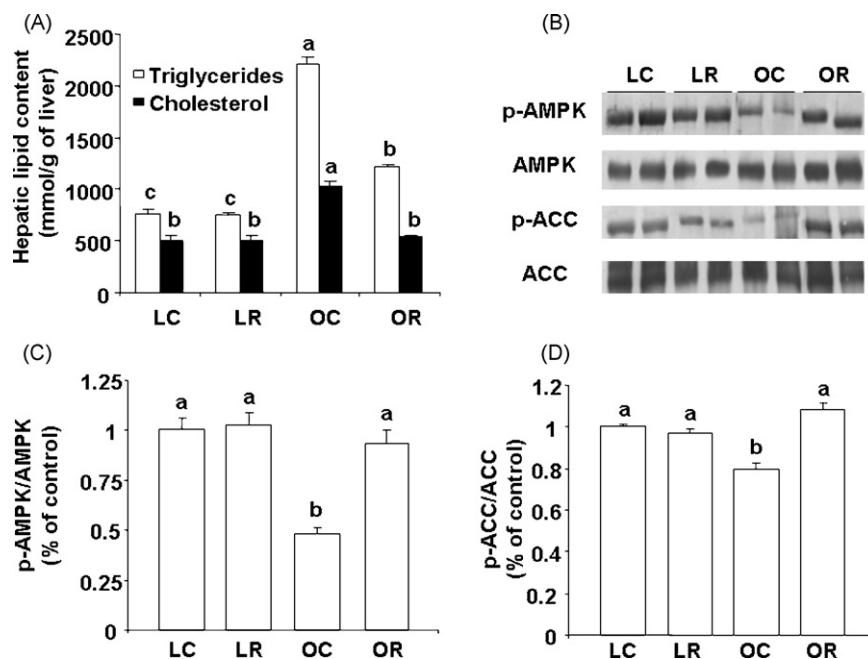 (A)
Hepatic lipid content
(mmol/g of liver)
2500
2000
1500
1000
500
0
Triglycerides
Cholesterol
c b c b a a b b
LC LR OC OR
(B)
LC LR OC OR
p-AMPK
AMPK
p-ACC
ACC
(C)
p-AMPK/AMPK
(% of control)
1.25
1
0.75
0.5
0.25
0
a a b a
LC LR OC OR
(D)
p-ACC/ACC
(% of control)
1.2
1
0.8
0.6
0.4
0.2
0
a a b a
LC LR OC OR